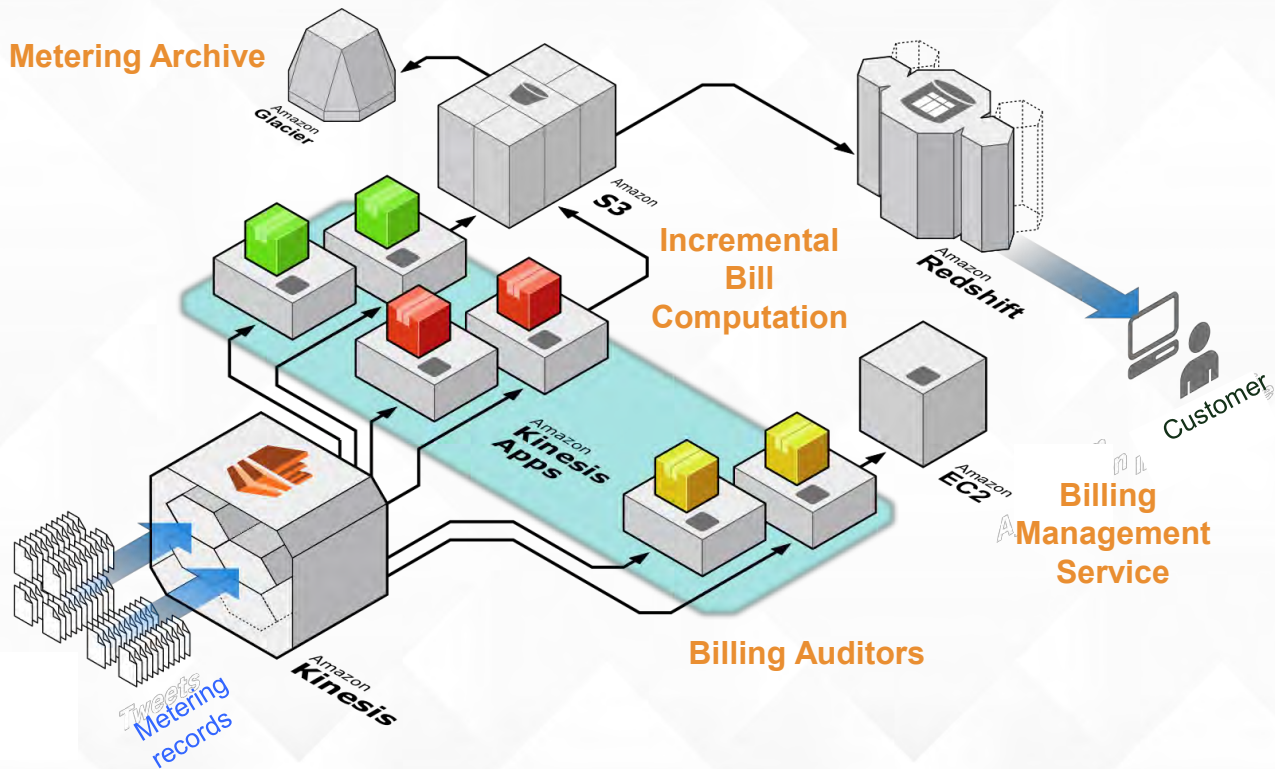 Metering Archive
Amazon
Glacier
Amazon
S3
Incremental
Bill
Computation
Amazon
Redshift
Customer
Amazon
Kinesis
Apps
Amazon
EC2
Billing
Management
Service
Billing Auditors
Amazon
Kinesis
Tweets
Metering
records